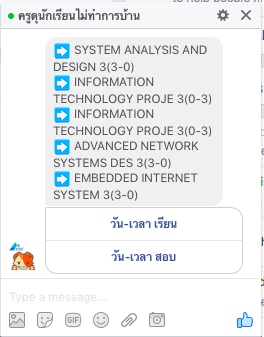 ครูดุนักเรียนไม่ทำการบ้าน
SYSTEM ANALYSIS AND
DESIGN 3(3-0)
INFORMATION
TECHNOLOGY PROJE 3(0-3)
INFORMATION
TECHNOLOGY PROJE 3(0-3)
ADVANCED NETWORK
SYSTEMS DES 3(3-0)
EMBEDDED INTERNET
SYSTEM 3(3-0)
วัน-เวลา เรียน
วัน-เวลา สอบ
Type a message...
GIF